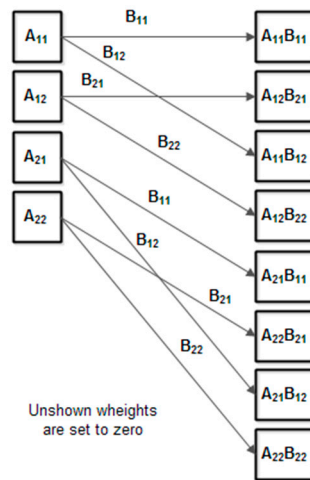 B₁₁
A₁₁
A₁₁B₁₁
B₁₂
B₂₁
A₁₂
A₁₂B₂₁
B₂₂
A₂₁
A₁₁B₁₂
B₁₁
A₂₂
A₁₂B₂₂
B₁₂
A₂₁B₁₁
B₂₁
A₂₂B₂₁
B₂₂
A₂₁B₁₂
Unshown wheights
are set to zero
A₂₂B₂₂